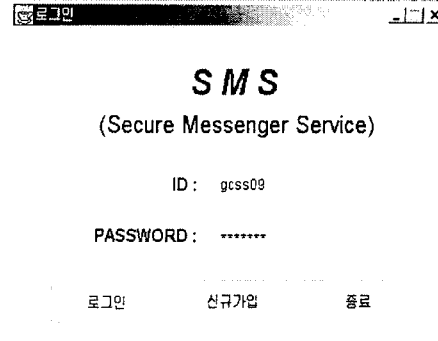 로그인
SMS
(Secure Messenger Service)
ID : gcss09
PASSWORD : *******
로그인 신규가입 종료